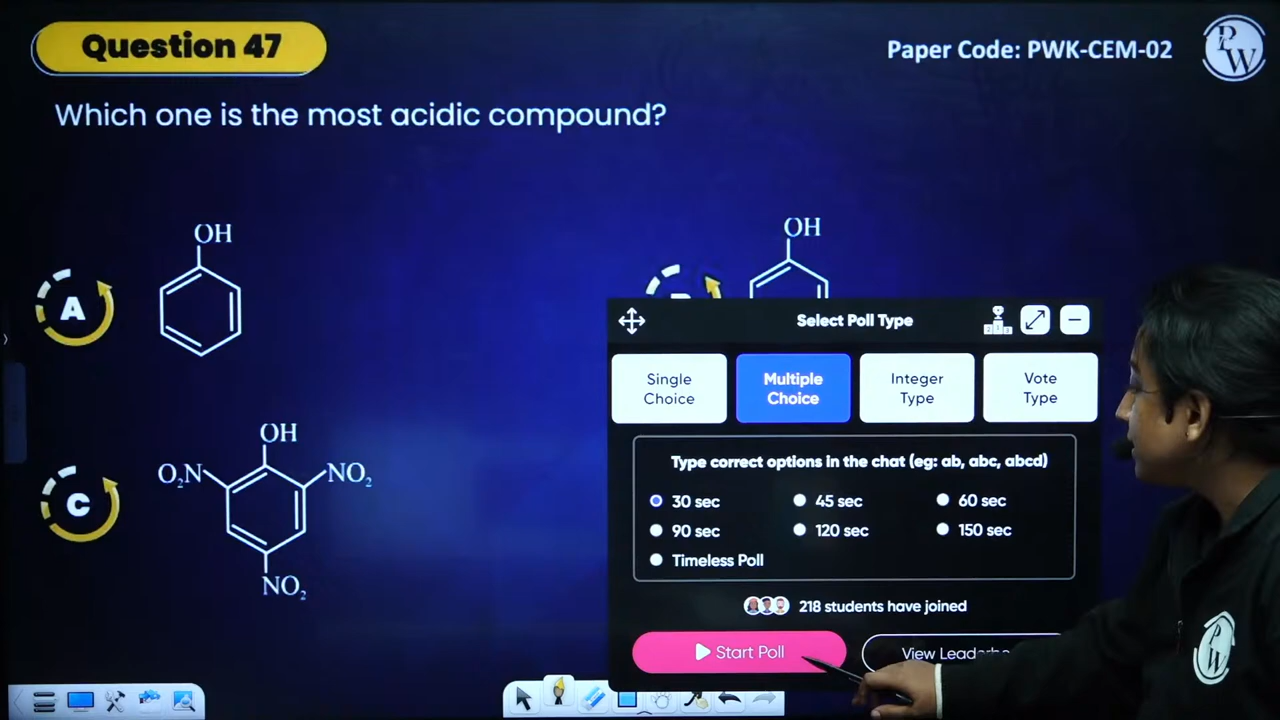 Question 47
Paper Code: PWK-CEM-02
PW
Which one is the most acidic compound?
OH
A
OH
Select Poll Type
Single Choice
Multiple Choice
Integer Type
Vote Type
Type correct options in the chat (eg: ab, abc, abcd)
30 sec
45 sec
60 sec
90 sec
120 sec
150 sec
Timeless Poll
218 students have joined
Start Poll
View
C
OH
O₂N
NO₂
NO₂
PW